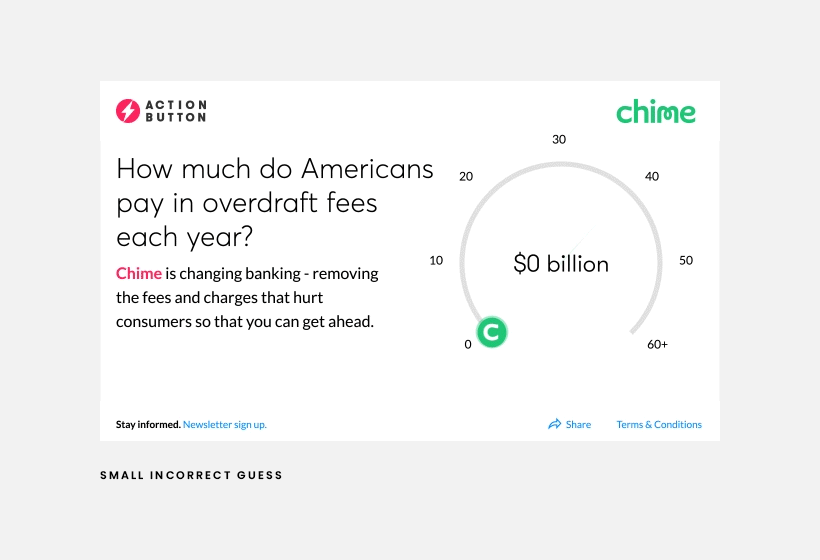 ACTION
BUTTON
chime
How much do Americans
pay in overdraft fees
each year?
Chime is changing banking - removing
the fees and charges that hurt
consumers so that you can get ahead.
30
20
40
10
$0 billion
50
0
C
60+
Stay informed. Newsletter sign up.
Share
Terms & Conditions
SMALL INCORRECT GUESS